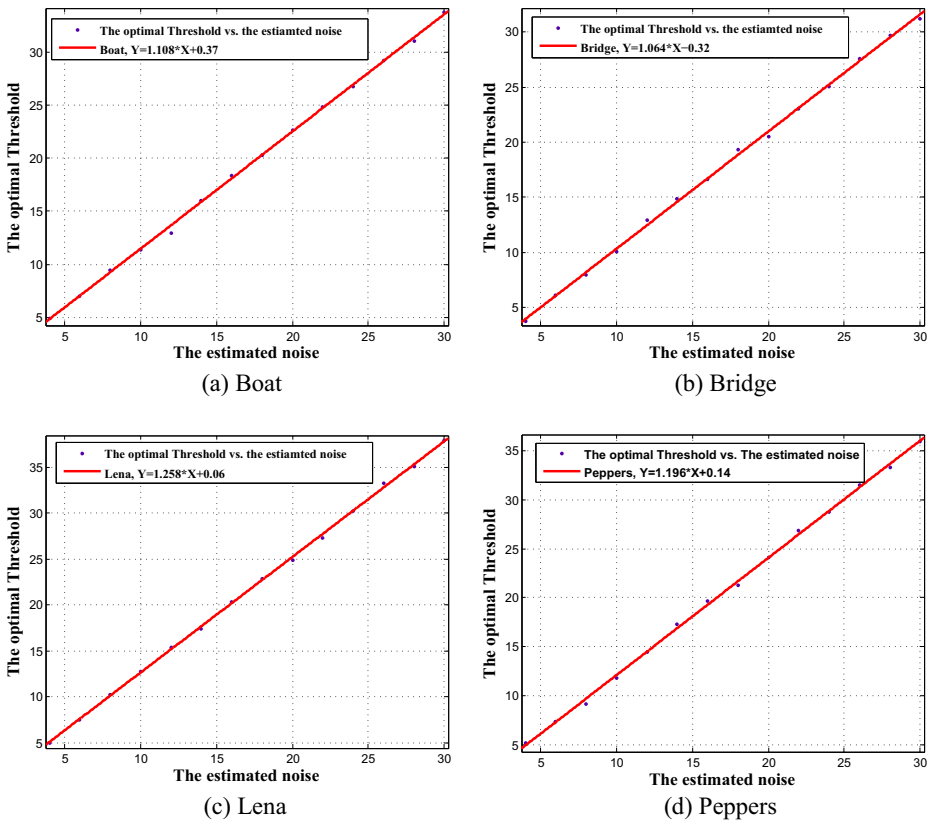 The optimal Threshold vs. the estiamted noise
Boat, Y=1.108*X+0.37
The optimal Threshold
30
25
20
15
10
5
5 10 15 20 25 30
The estimated noise
(a) Boat
The optimal Threshold vs. the estiamted noise
Bridge, Y=1.064*X−0.32
The optimal Threshold
30
25
20
15
10
5
5 10 15 20 25 30
The estimated noise
(b) Bridge
The optimal Threshold vs. the estiamted noise
Lena, Y=1.258*X+0.06
The optimal Threshold
35
30
25
20
15
10
5
5 10 15 20 25 30
The estimated noise
(c) Lena
The optimal Threshold vs. The estimated noise
Peppers, Y=1.196*X+0.14
The optimal Threshold
35
30
25
20
15
10
5
5 10 15 20 25 30
The estimated noise
(d) Peppers